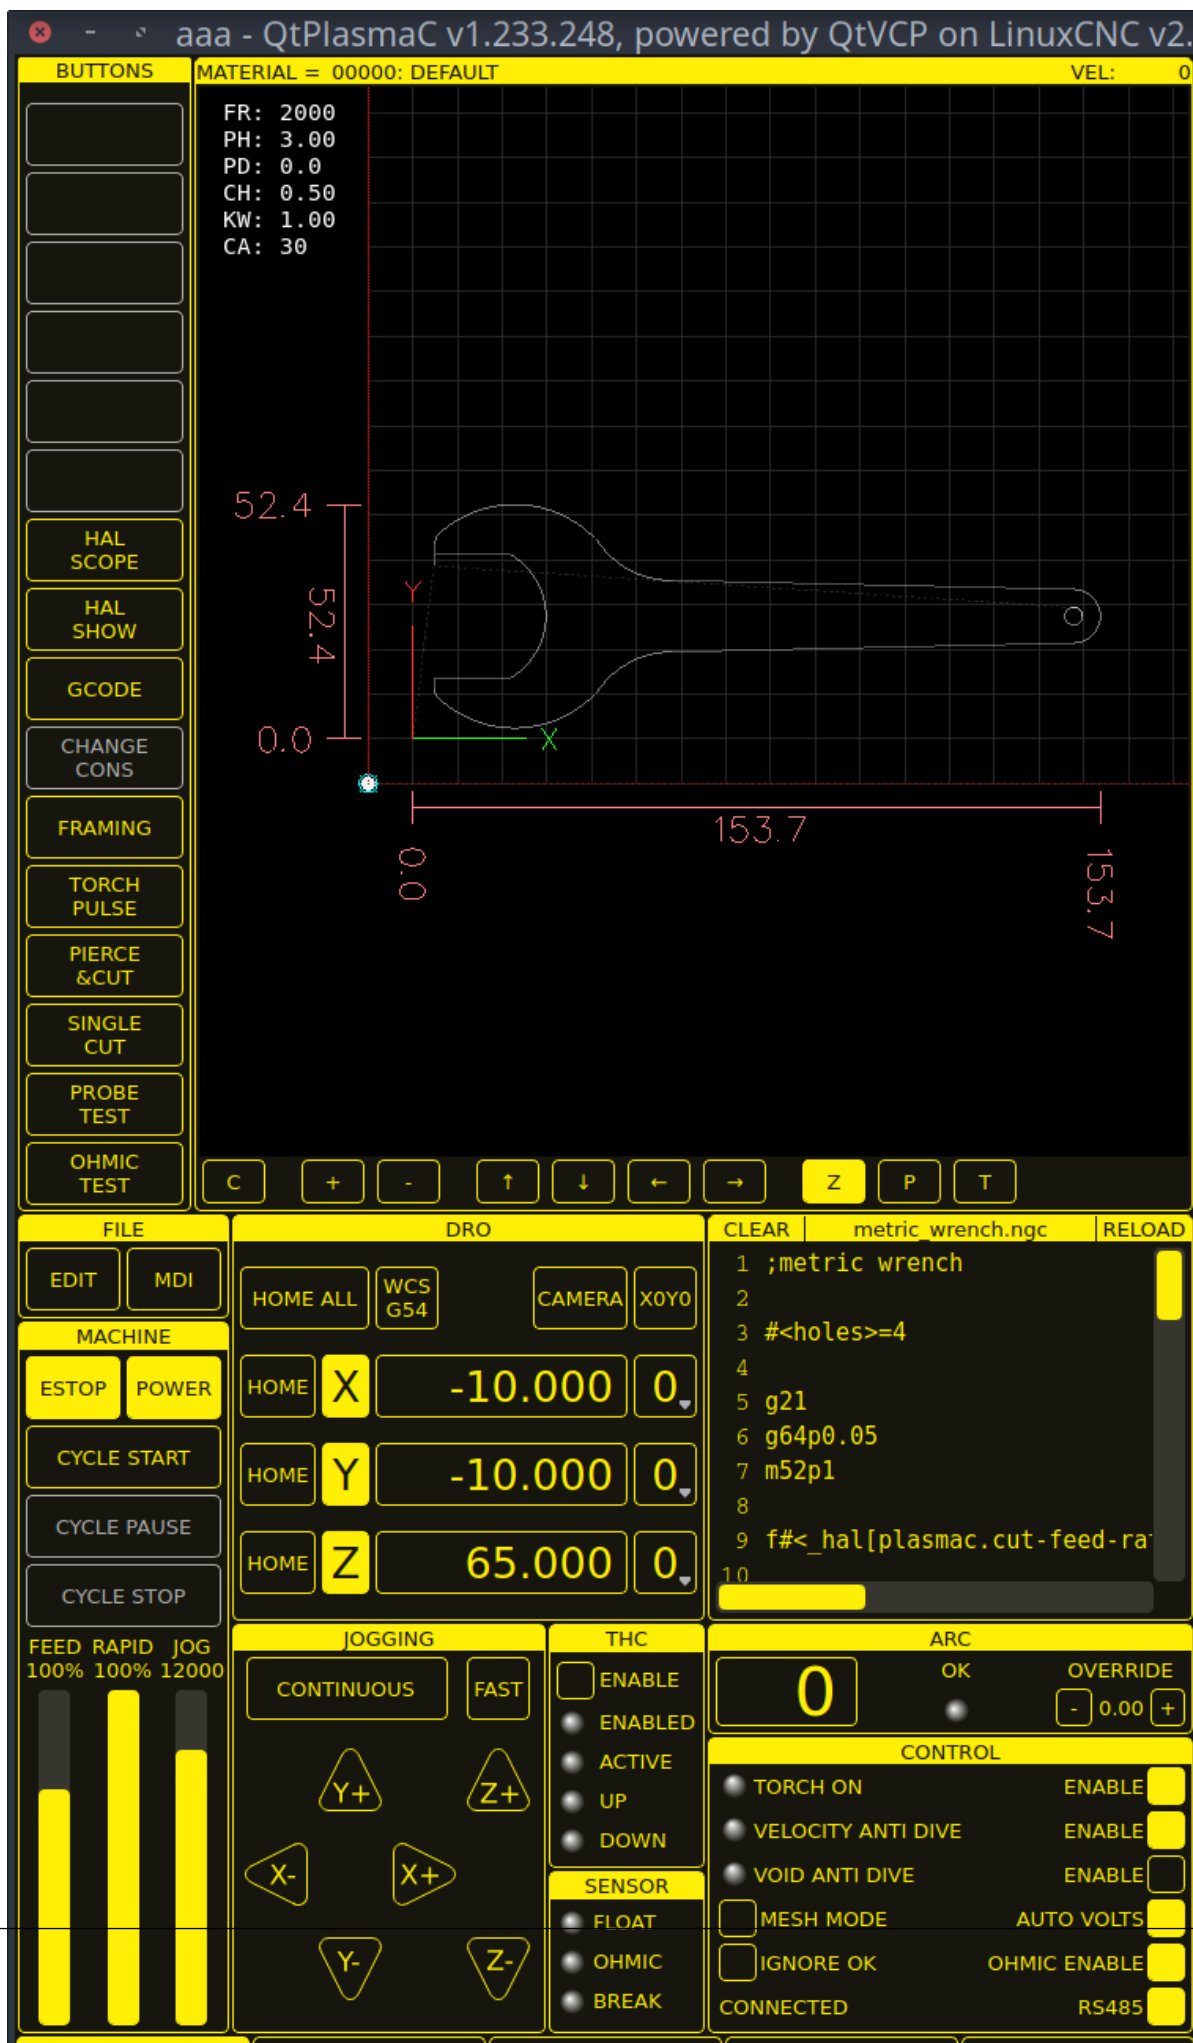 aaa - QtPlasmaC v1.233.248, powered by QtVCP on LinuxCNC v2.
BUTTONS
MATERIAL = 00000: DEFAULT
VEL: 0
FR: 2000
PH: 3.00
PD: 0.0
CH: 0.50
KW: 1.00
CA: 30
HAL
SCOPE
HAL
SHOW
GCODE
CHANGE
CONS
FRAMING
TORCH
PULSE
PIERCE
&CUT
SINGLE
CUT
PROBE
TEST
OHMIC
TEST
52.4
52.4
0.0
Y
X
153.7
0.0
153.7
C + - ↑ ↓ ← → Z P T
FILE
EDIT MDI
MACHINE
ESTOP POWER
CYCLE START
CYCLE PAUSE
CYCLE STOP
FEED RAPID JOG
100% 100% 12000
DRO
HOME ALL
WCS
G54
CAMERA X0Y0
HOME X -10.000 0
HOME Y -10.000 0
HOME Z 65.000 0
CLEAR metric_wrench.ngc RELOAD
1 ;metric wrench
2
3 #<holes>=4
4
5 g21
6 g64p0.05
7 m52p1
8
9 f#<_hal[plasmac.cut-feed-ra
10
JOGGING
CONTINUOUS FAST
Y+ Z+
X- X+
Y- Z-
THC
ENABLE
ENABLED
ACTIVE
UP
DOWN
SENSOR
FLOAT
OHMIC
BREAK
ARC
0
OK
OVERRIDE
- 0.00 +
CONTROL
TORCH ON ENABLE
VELOCITY ANTI DIVE ENABLE
VOID ANTI DIVE ENABLE
MESH MODE AUTO VOLTS
IGNORE OK OHMIC ENABLE
CONNECTED RS485